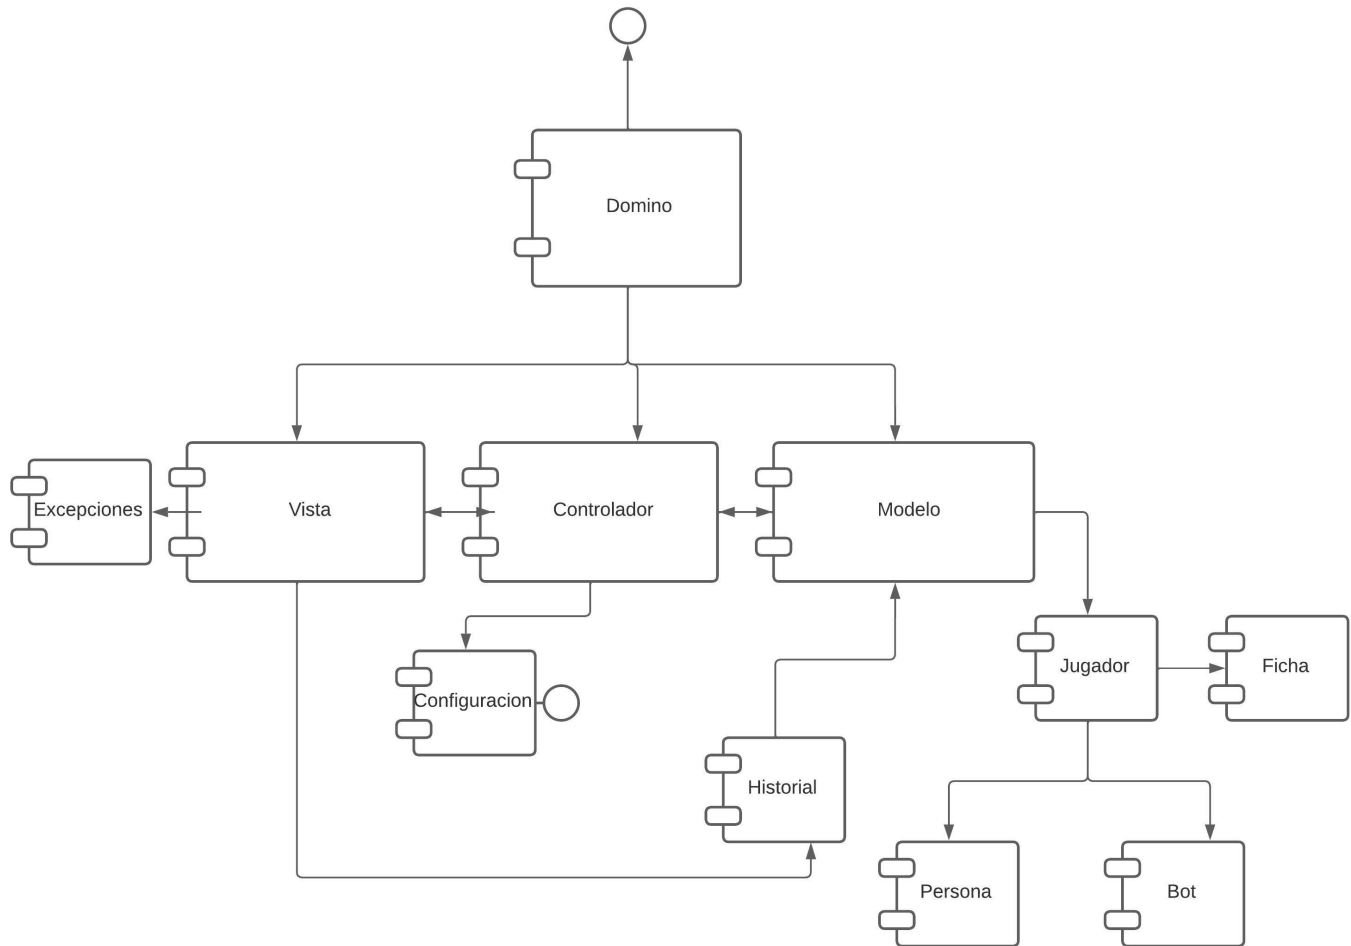 Domino
Excepciones
Vista
Controlador
Modelo
Jugador
Ficha
Configuracion
Historial
Persona
Bot